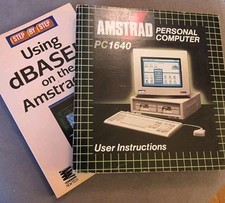 STEP BY STEP
Using
dBASE
on the
Amstrad
AMSTRAD
PERSONAL
COMPUTER
PC1640
User Instructions